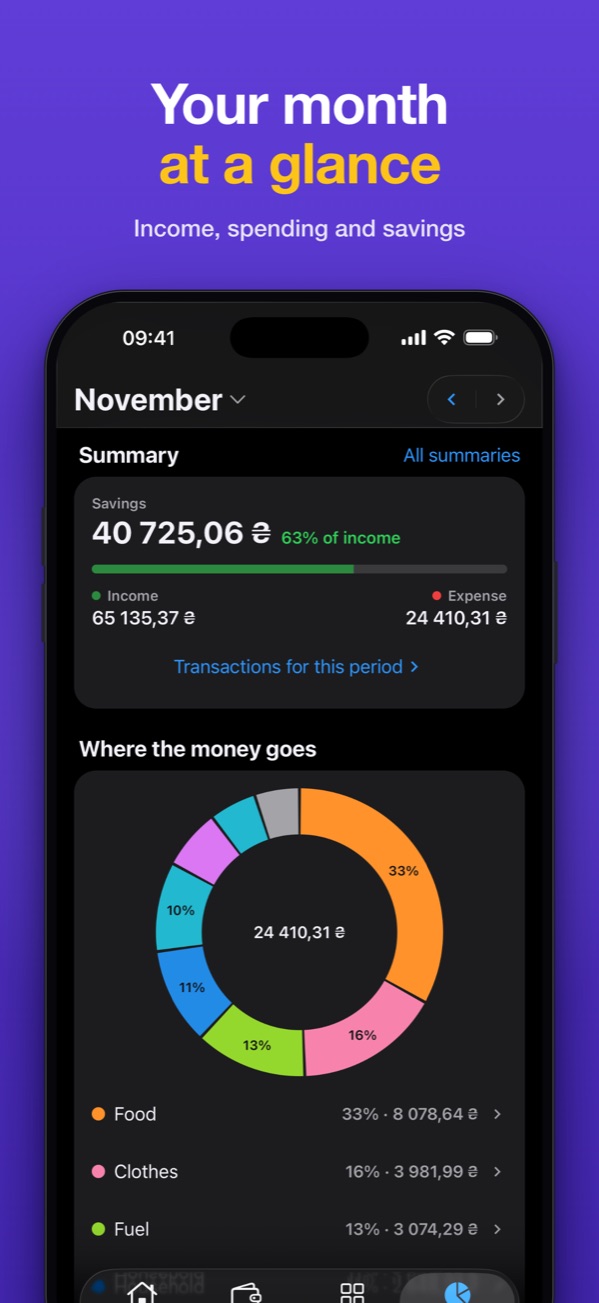 Your month
at a glance
Income, spending and savings
09:41
November
Summary
All summaries
Savings
40 725,06 ₴ 63% of income
Income
Expense
65 135,37 ₴
24 410,31 ₴
Transactions for this period
Where the money goes
33%
10%
24 410,31 ₴
11%
16%
13%
Food
33% · 8 078,64 ₴
Clothes
16% · 3 981,99 ₴
Fuel
13% · 3 074,29 ₴